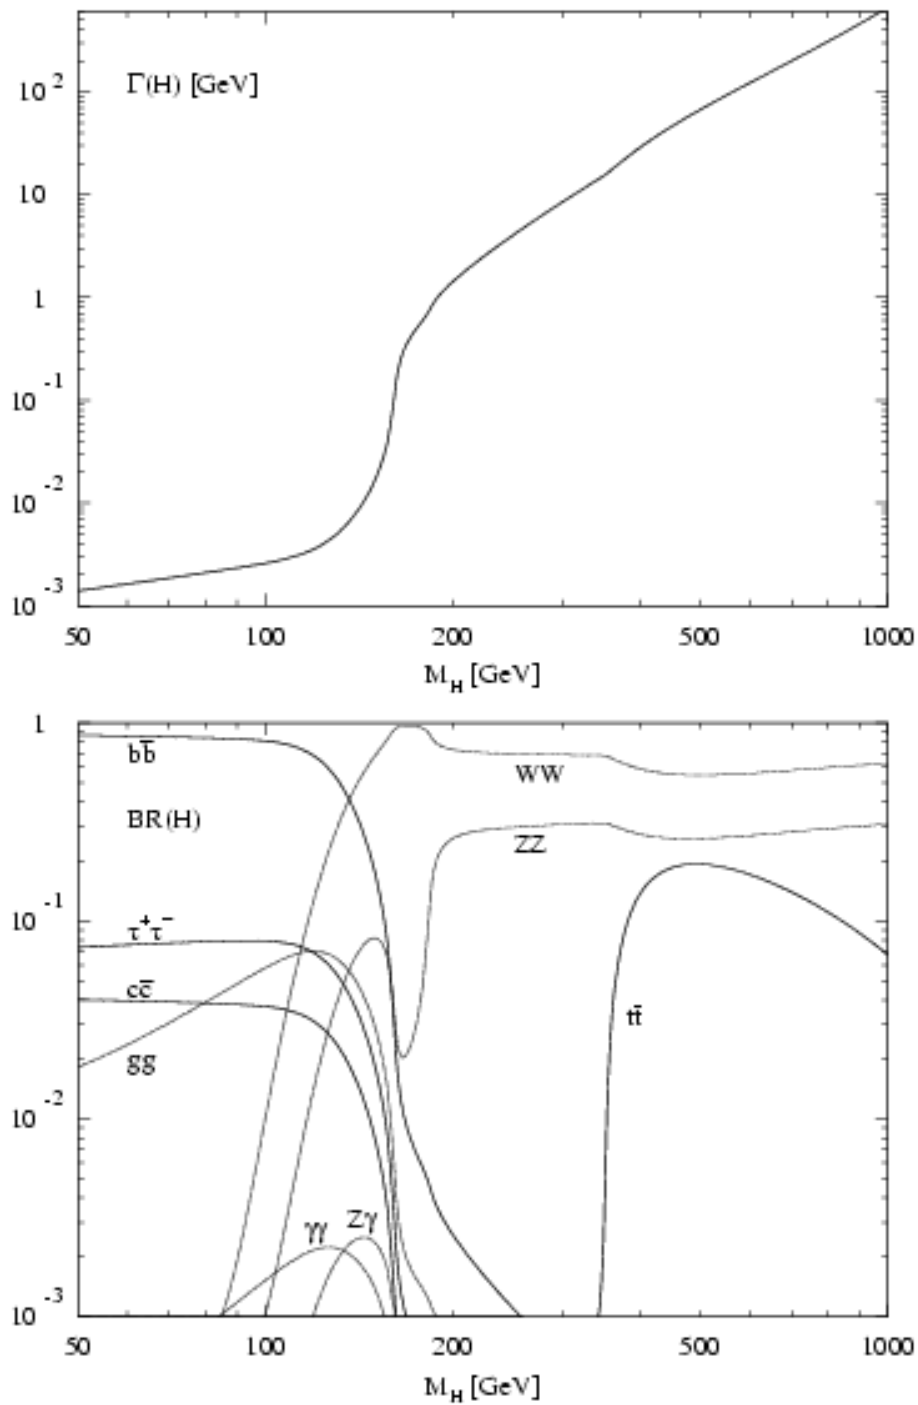 Γ(H) [GeV]
10²
10
1
10⁻¹
10⁻²
10⁻³
50 100 200 500 1000
M_H [GeV]
1
bb̄
WW
BR(H)
ZZ
10⁻¹
τ⁺τ⁻
cc̄
tt̄
gg
10⁻²
γγ Zγ
10⁻³
50 100 200 500 1000
M_H [GeV]